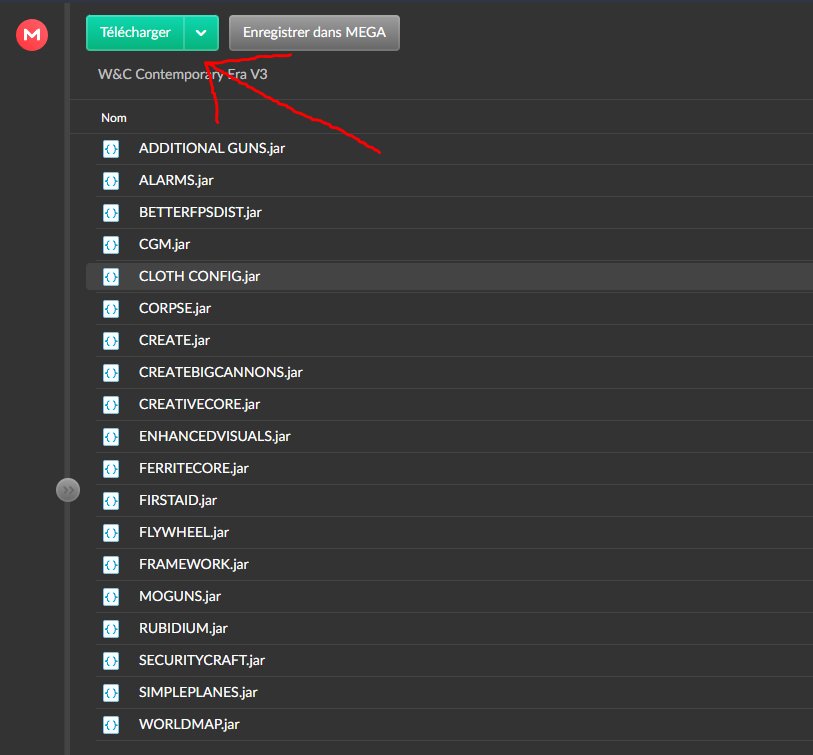 M
Télécharger
Enregistrer dans MEGA
W&C Contemporary Era V3
Nom
ADDITIONAL GUNS.jar
ALARMS.jar
BETTERFPSDIST.jar
CGM.jar
CLOTH CONFIG.jar
CORPSE.jar
CREATE.jar
CREATEBIGCANNONS.jar
CREATIVECORE.jar
ENHANCEDVISUALS.jar
FERRITECORE.jar
FIRSTAID.jar
FLYWHEEL.jar
FRAMEWORK.jar
MOGUNS.jar
RUBIDIUM.jar
SECURITYCRAFT.jar
SIMPLEPLANES.jar
WORLDMAP.jar